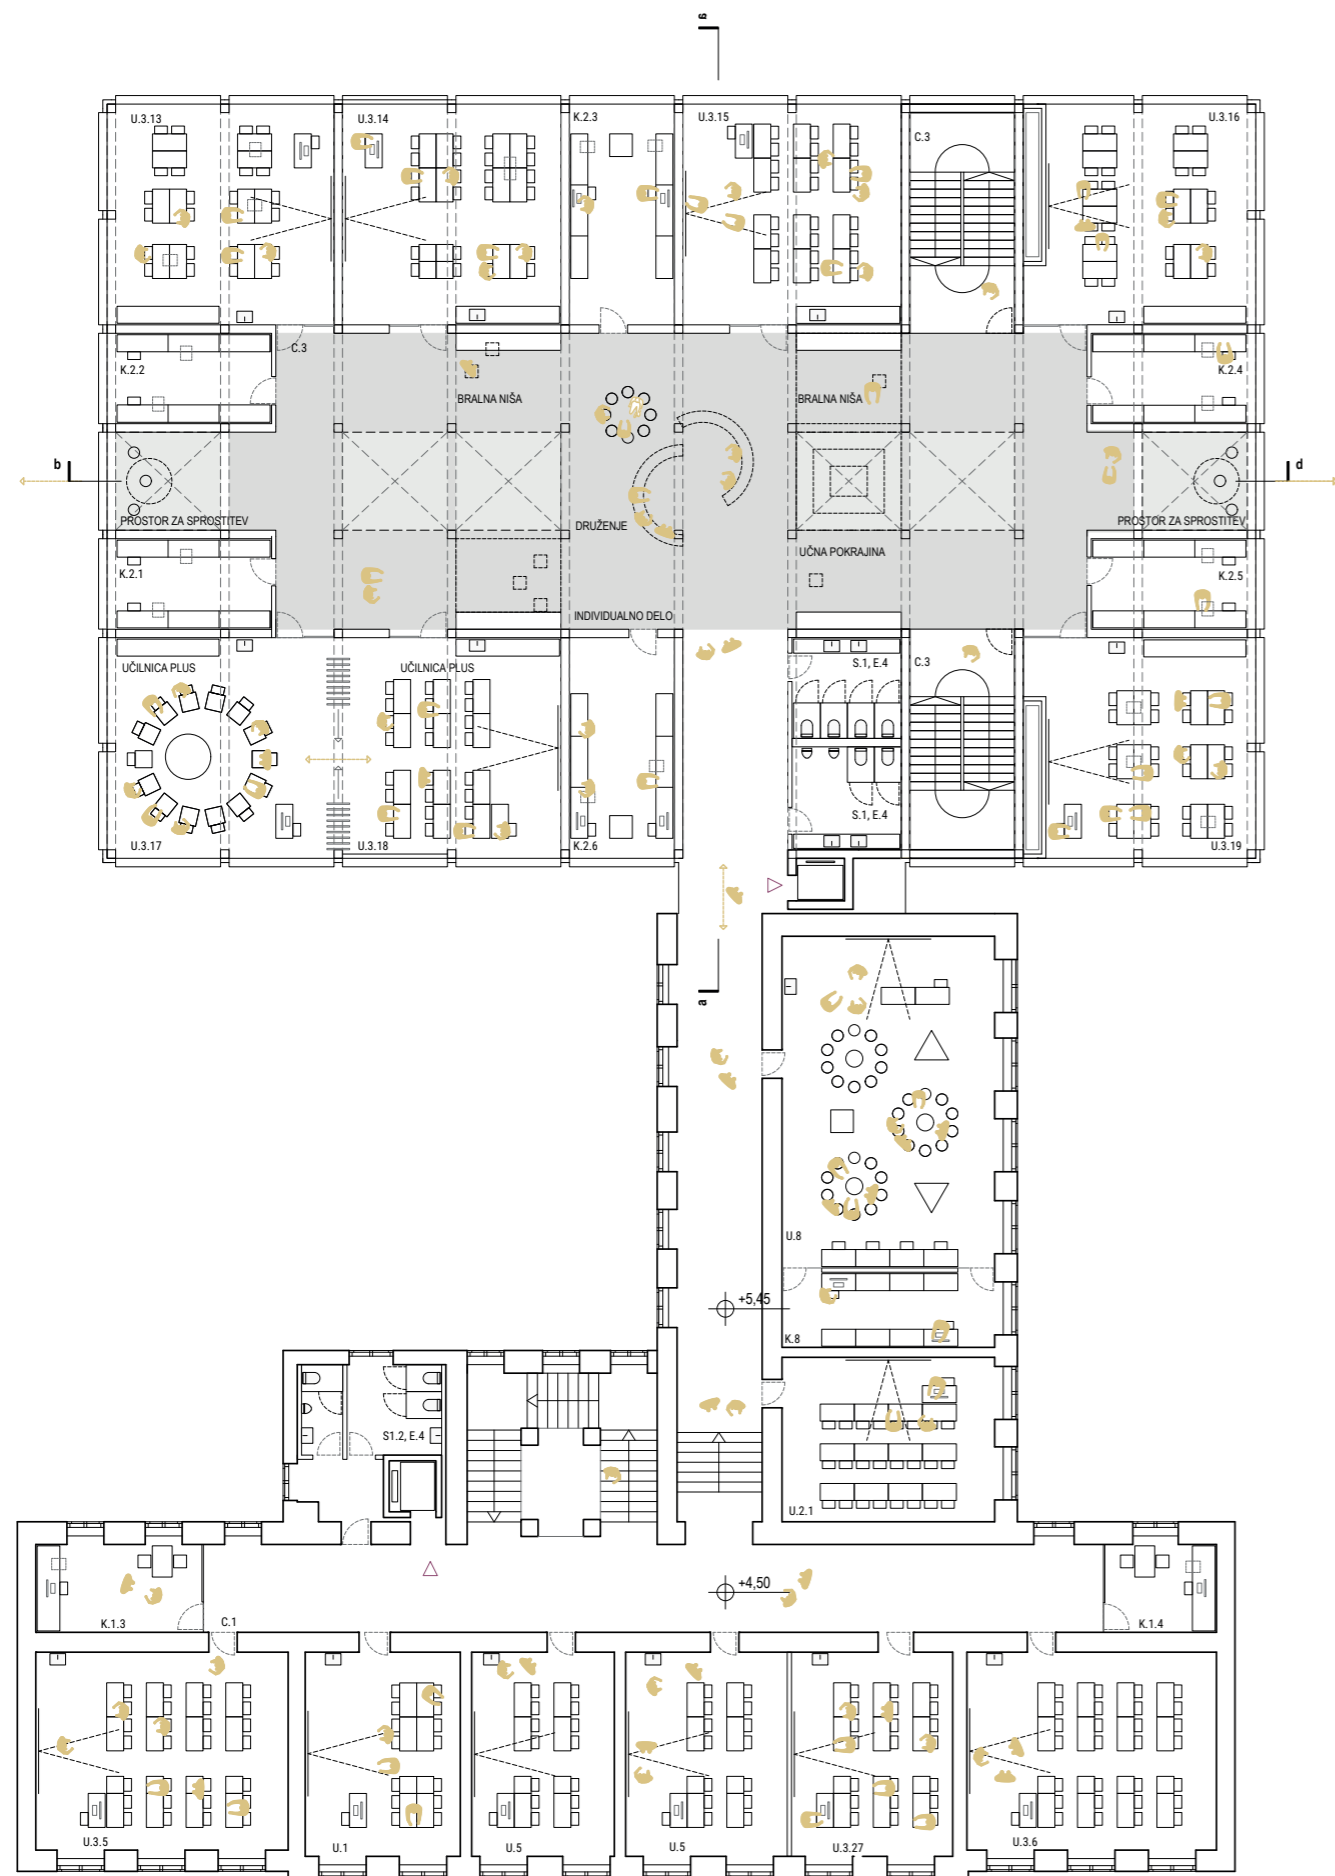 a
U.3.13
U.3.14
K.2.3
U.3.15
C.3
U.3.16
C.3
K.2.2
K.2.4
BRALNA NIŠA
BRALNA NIŠA
b
b
PROSTOR ZA SPROSTITEV
DRUŽENJE
PROSTOR ZA SPROSTITEV
UČNA POKRAJINA
K.2.1
K.2.5
INDIVIDUALNO DELO
UČILNICA PLUS
UČILNICA PLUS
S.1, E.4
C.3
S.1, E.4
U.3.17
U.3.18
K.2.6
U.3.19
a
U.8
+5,45
K.8
S1.2, E.4
U.2.1
+4,50
K.1.3
C.1
K.1.4
U.3.5
U.1
U.5
U.5
U.3.27
U.3.6